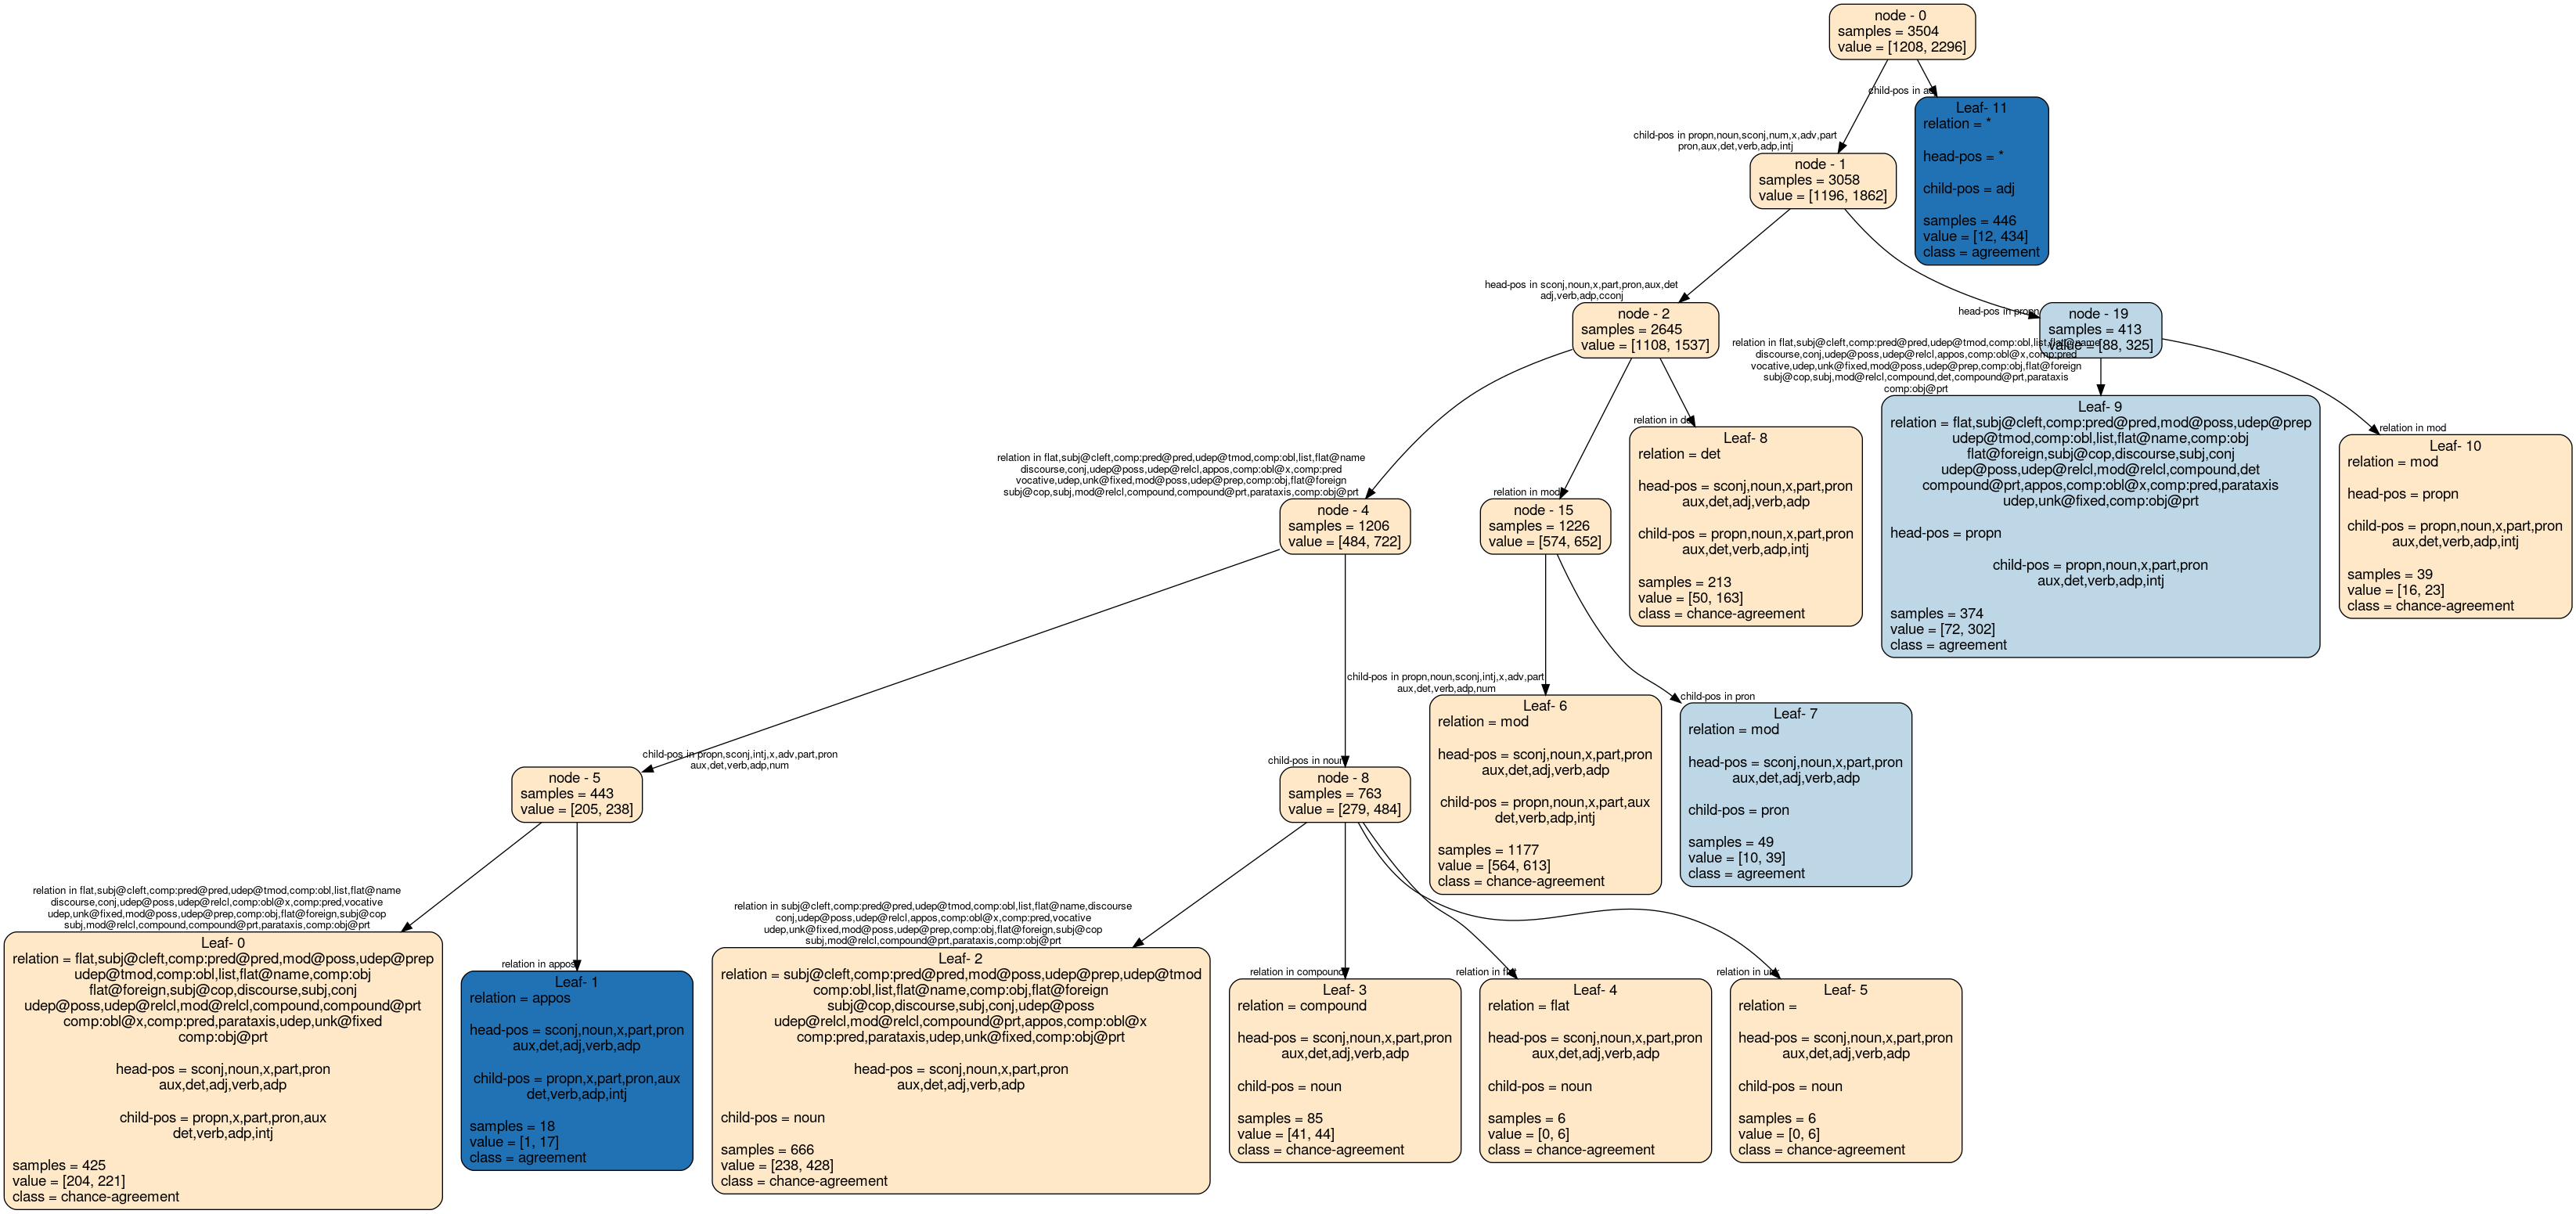 node - 0
samples = 3504
value = [1208, 2296]
child-pos in
Leaf- 11
relation = *
head-pos = *
child-pos = adj
samples = 446
value = [12, 434]
class = agreement
child-pos in propn,noun,sconj,num,x,adv,part
pron,aux,det,verb,adp,intj
node - 1
samples = 3058
value = [1196, 1862]
head-pos in sconj,noun,x,part,pron,aux,det
adj,verb,adp,cconj
node - 2
samples = 2645
value = [1108, 1537]
head-pos in propn
node - 19
samples = 413
value = [88, 325]
relation in flat,subj@cleft,comp:pred@pred,udep@tmod,comp:obl,list,flat@name
discourse,conj,udep@poss,udep@relcl,appos,comp:obl@x,comp:pred
vocative,udep,unk@fixed,mod@poss,udep@prep,comp:obj,flat@foreign
subj@cop,subj,mod@relcl,compound,det,compound@prt,parataxis
comp:obj@prt
Leaf- 9
relation = flat,subj@cleft,comp:pred@pred,mod@poss,udep@prep
udep@tmod,comp:obl,list,flat@name,comp:obj
flat@foreign,subj@cop,discourse,subj,conj
udep@poss,udep@relcl,mod@relcl,compound,det
compound@prt,appos,comp:obl@x,comp:pred,parataxis
udep,unk@fixed,comp:obj@prt
head-pos = propn
child-pos = propn,noun,x,part,pron
aux,det,verb,adp,intj
samples = 374
value = [72, 302]
class = agreement
relation in mod
Leaf- 10
relation = mod
head-pos = propn
child-pos = propn,noun,x,part,pron
aux,det,verb,adp,intj
samples = 39
value = [16, 23]
class = chance-agreement
relation in
Leaf- 8
relation = det
head-pos = sconj,noun,x,part,pron
aux,det,adj,verb,adp
child-pos = propn,noun,x,part,pron
aux,det,verb,adp,intj
samples = 213
value = [50, 163]
class = chance-agreement
relation in flat,subj@cleft,comp:pred@pred,udep@tmod,comp:obl,list,flat@name
discourse,conj,udep@poss,udep@relcl,appos,comp:obl@x,comp:pred
vocative,udep,unk@fixed,mod@poss,udep@prep,comp:obj,flat@foreign
subj@cop,subj,mod@relcl,compound,compound@prt,parataxis,comp:obj@prt
node - 4
samples = 1206
value = [484, 722]
relation in mod
node - 15
samples = 1226
value = [574, 652]
child-pos in propn,noun,sconj,intj,x,adv,part
aux,det,verb,adp,num
Leaf- 6
relation = mod
head-pos = sconj,noun,x,part,pron
aux,det,adj,verb,adp
child-pos = propn,noun,x,part,aux
det,verb,adp,intj
samples = 1177
value = [564, 613]
class = chance-agreement
child-pos in pron
Leaf- 7
relation = mod
head-pos = sconj,noun,x,part,pron
aux,det,adj,verb,adp
child-pos = pron
samples = 49
value = [10, 39]
class = agreement
child-pos in propn,sconj,intj,x,adv,part,pron
aux,det,verb,adp,num
node - 5
samples = 443
value = [205, 238]
child-pos in noun
node - 8
samples = 763
value = [279, 484]
relation in flat,subj@cleft,comp:pred@pred,udep@tmod,comp:obl,list,flat@name
discourse,conj,udep@poss,udep@relcl,comp:obl@x,comp:pred,vocative
udep,unk@fixed,mod@poss,udep@prep,comp:obj,flat@foreign,subj@cop
subj,mod@relcl,compound,compound@prt,parataxis,comp:obj@prt
Leaf- 0
relation = flat,subj@cleft,comp:pred@pred,mod@poss,udep@prep
udep@tmod,comp:obl,list,flat@name,comp:obj
flat@foreign,subj@cop,discourse,subj,conj
udep@poss,udep@relcl,mod@relcl,compound,compound@prt
comp:obl@x,comp:pred,parataxis,udep,unk@fixed
comp:obj@prt
head-pos = sconj,noun,x,part,pron
aux,det,adj,verb,adp
child-pos = propn,x,part,pron,aux
det,verb,adp,intj
samples = 425
value = [204, 221]
class = chance-agreement
relation in appos
Leaf- 1
relation = appos
head-pos = sconj,noun,x,part,pron
aux,det,adj,verb,adp
child-pos = propn,x,part,pron,aux
det,verb,adp,intj
samples = 18
value = [1, 17]
class = agreement
relation in subj@cleft,comp:pred@pred,udep@tmod,comp:obl,list,flat@name,discourse
conj,udep@poss,udep@relcl,appos,comp:obl@x,comp:pred,vocative
udep,unk@fixed,mod@poss,udep@prep,comp:obj,flat@foreign,subj@cop
subj,mod@relcl,compound@prt,parataxis,comp:obj@prt
Leaf- 2
relation = subj@cleft,comp:pred@pred,mod@poss,udep@prep,udep@tmod
comp:obl,list,flat@name,comp:obj,flat@foreign
subj@cop,discourse,subj,conj,udep@poss
udep@relcl,mod@relcl,compound@prt,appos,comp:obl@x
comp:pred,parataxis,udep,unk@fixed,comp:obj@prt
head-pos = sconj,noun,x,part,pron
aux,det,adj,verb,adp
child-pos = noun
samples = 666
value = [238, 428]
class = chance-agreement
relation in compound
Leaf- 3
relation = compound
head-pos = sconj,noun,x,part,pron
aux,det,adj,verb,adp
child-pos = noun
samples = 85
value = [41, 44]
class = chance-agreement
relation in flat
Leaf- 4
relation = flat
head-pos = sconj,noun,x,part,pron
aux,det,adj,verb,adp
child-pos = noun
samples = 6
value = [0, 6]
class = chance-agreement
relation in
Leaf- 5
relation =
head-pos = sconj,noun,x,part,pron
aux,det,adj,verb,adp
child-pos = noun
samples = 6
value = [0, 6]
class = chance-agreement